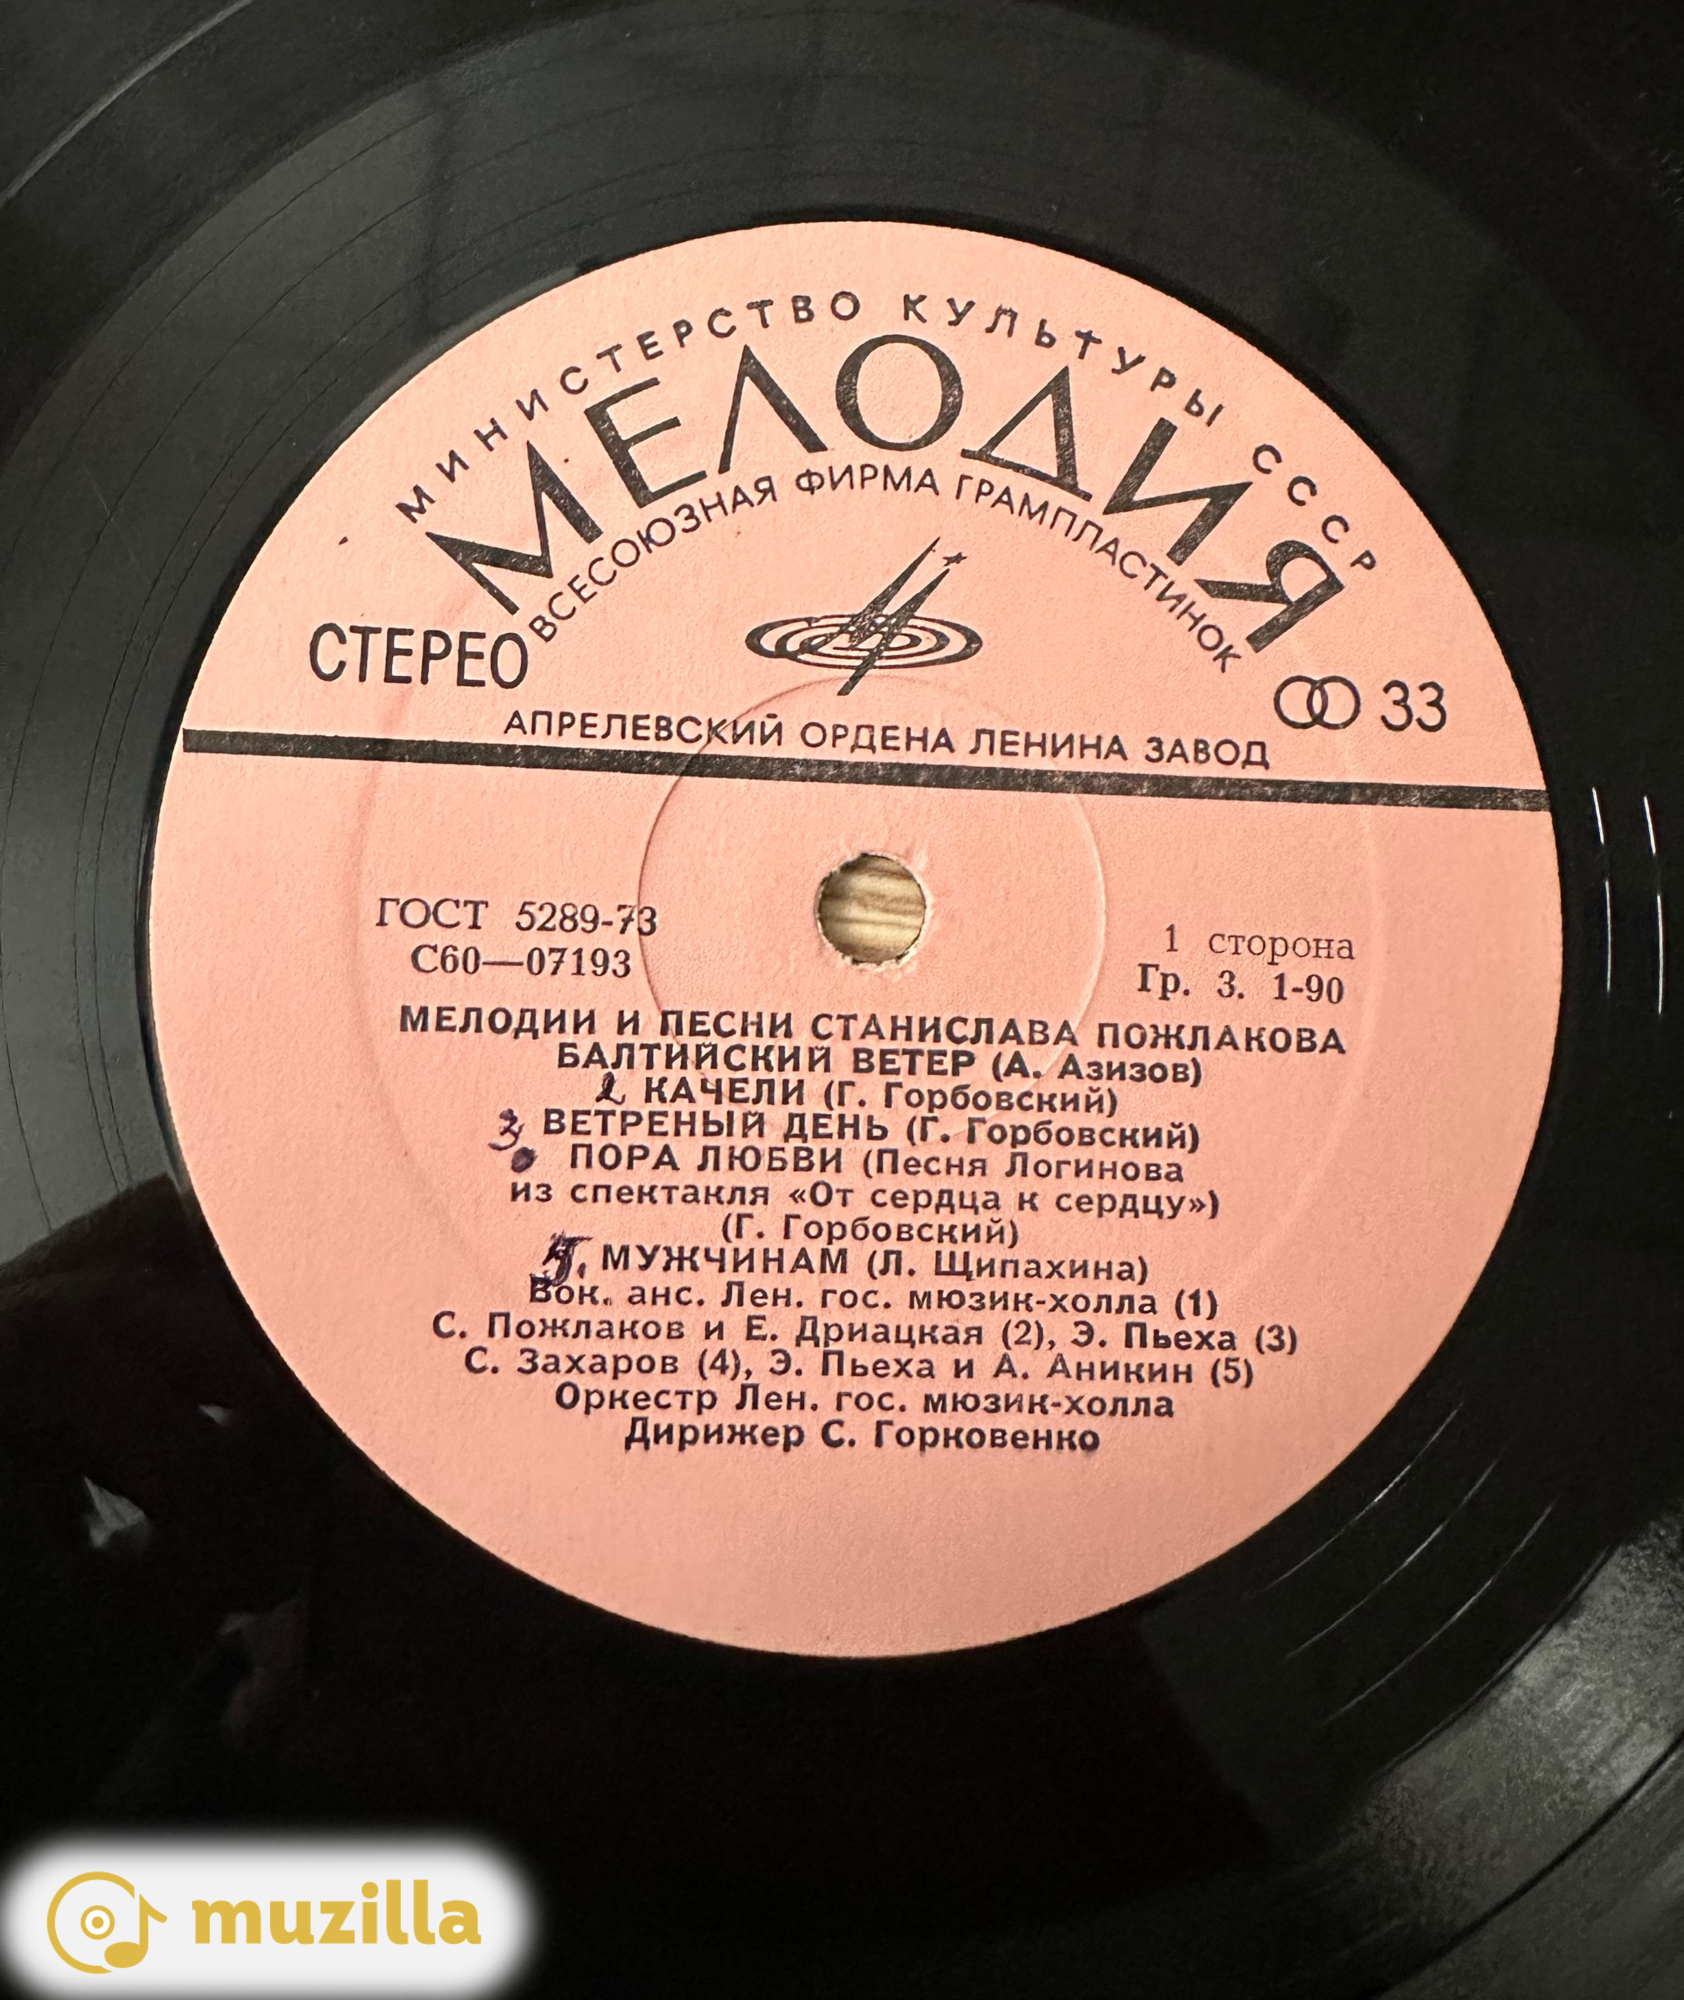 МИНИСТЕРСТВО КУЛЬТУРЫ СССР
МЕЛОДИЯ
ВСЕСОЮЗНАЯ ФИРМА ГРАМПЛАСТИНОК
СТЕРЕО
33
АПРЕЛЕВСКИЙ ОРДЕНА ЛЕНИНА ЗАВОД
ГОСТ 5289-73
С60—07193
1 сторона
Гр. 3. 1-90
МЕЛОДИИ И ПЕСНИ СТАНИСЛАВА ПОЖЛАКОВА
БАЛТИЙСКИЙ ВЕТЕР (А. Азизов)
2 КАЧЕЛИ (Г. Горбовский)
3 ВЕТРЕНЫЙ ДЕНЬ (Г. Горбовский)
ПОРА ЛЮБВИ (Песня Логинова
из спектакля «От сердца к сердцу»)
(Г. Горбовский)
5. МУЖЧИНАМ (Л. Щипахина)
Вок. анс. Лен. гос. мюзик-холла (1)
С. Пожлаков и Е. Дриацкая (2), Э. Пьеха (3)
С. Захаров (4), Э. Пьеха и А. Аникин (5)
Оркестр Лен. гос. мюзик-холла
Дирижер С. Горковенко
muzilla